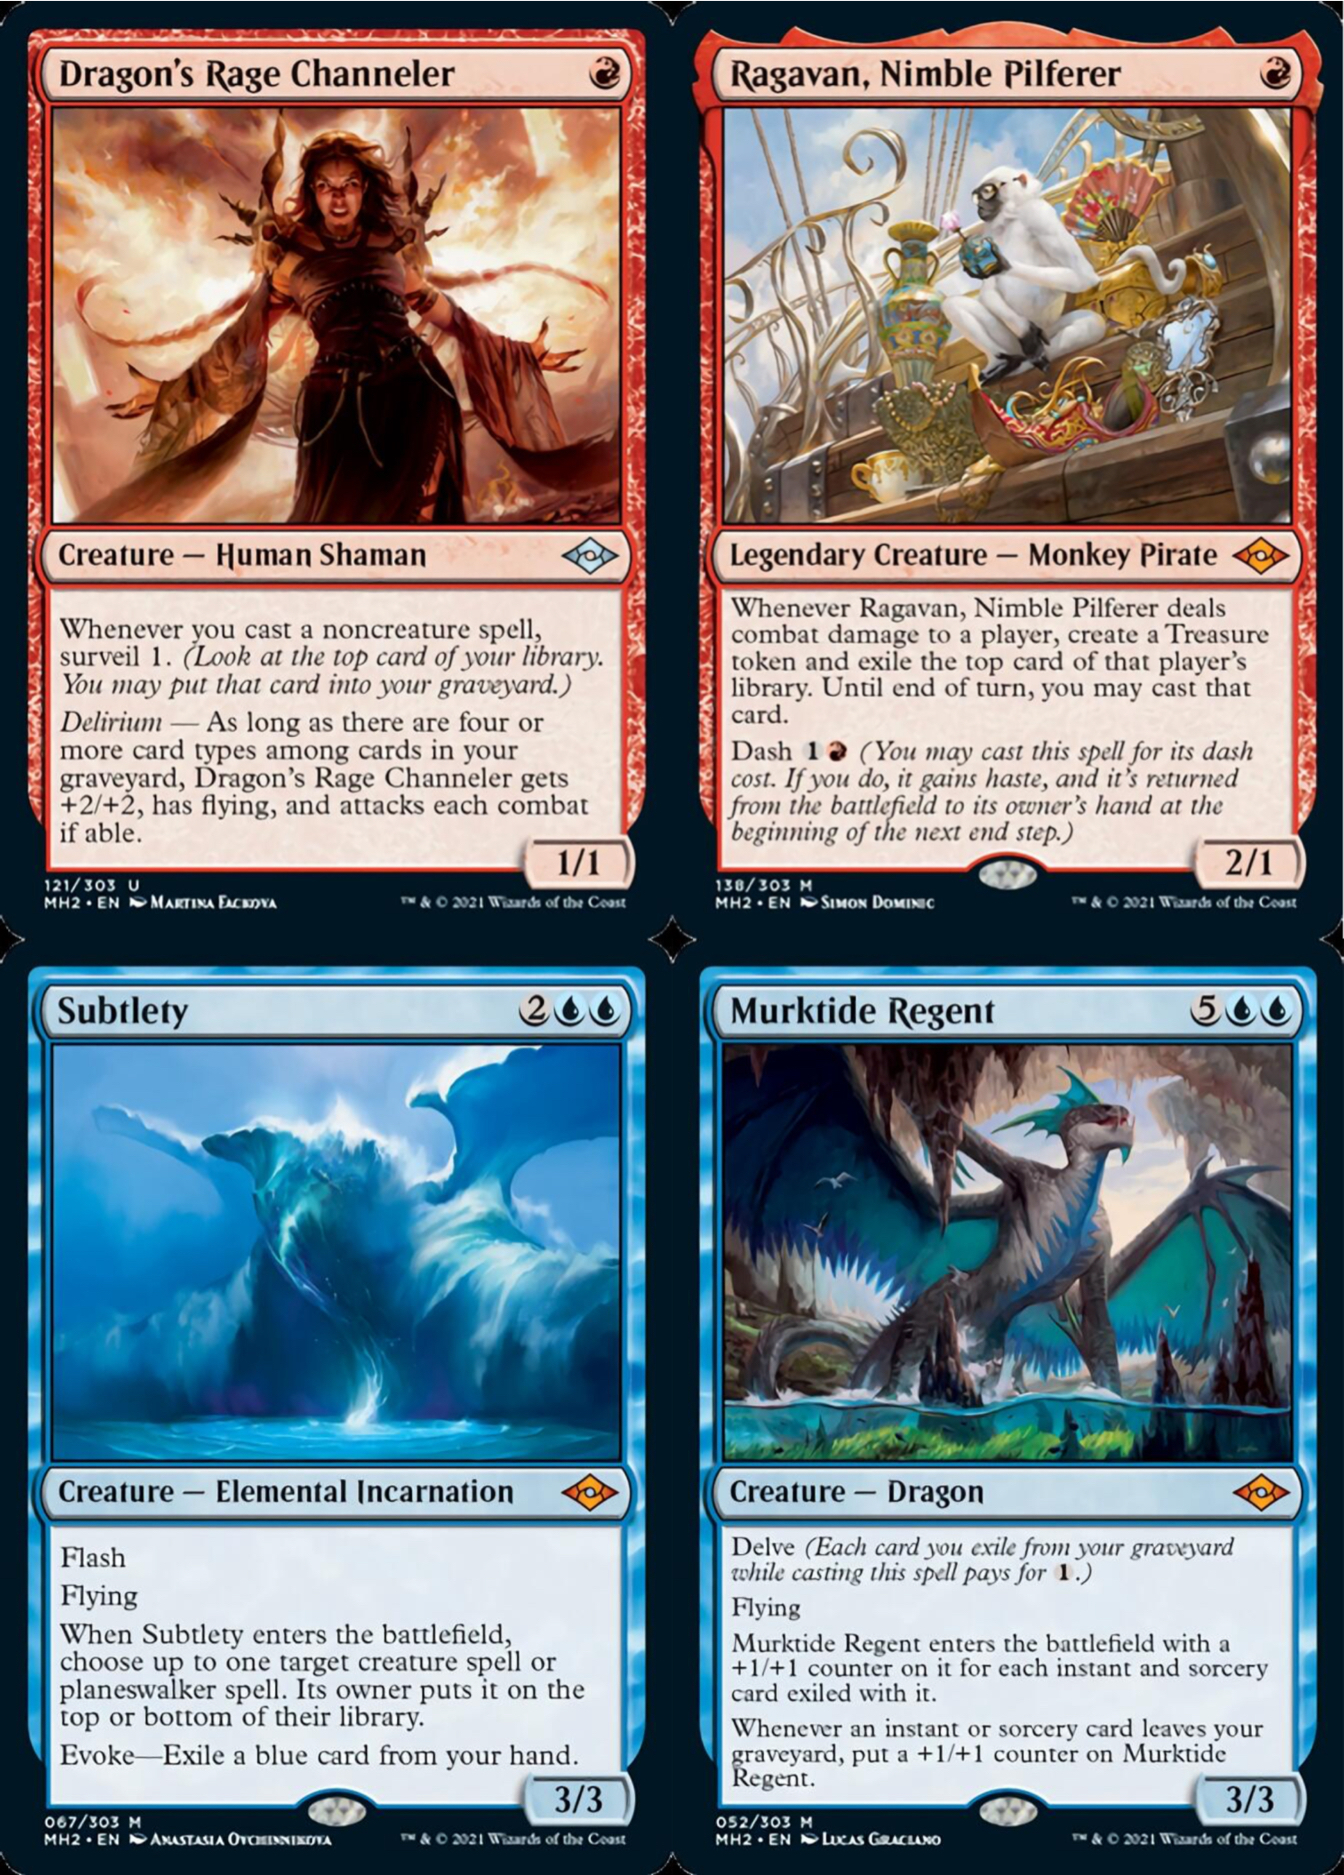 Dragon's Rage Channeler
Creature — Human Shaman
Whenever you cast a noncreature spell,
surveil 1. (Look at the top card of your library.
You may put that card into your graveyard.)
Delirium — As long as there are four or
more card types among cards in your
graveyard, Dragon's Rage Channeler gets
+2/+2, has flying, and attacks each combat
if able.
1/1
121/303 U
MH2 • EN MARTINA FACKOVA
™ & © 2021 Wizards of the Coast
Ragavan, Nimble Pilferer
Legendary Creature — Monkey Pirate
Whenever Ragavan, Nimble Pilferer deals
combat damage to a player, create a Treasure
token and exile the top card of that player's
library. Until end of turn, you may cast that
card.
Dash 1 (You may cast this spell for its dash
cost. If you do, it gains haste, and it's returned
from the battlefield to its owner's hand at the
beginning of the next end step.)
2/1
138/303 M
MH2 • EN SIMON DOMINIC
™ & © 2021 Wizards of the Coast
Subtlety 2
Creature — Elemental Incarnation
Flash
Flying
When Subtlety enters the battlefield,
choose up to one target creature spell or
planeswalker spell. Its owner puts it on the
top or bottom of their library.
Evoke—Exile a blue card from your hand.
3/3
067/303 M
MH2 • EN ANASTASIA OVCHINNIKOVA
™ & © 2021 Wizards of the Coast
Murktide Regent 5
Creature — Dragon
Delve (Each card you exile from your graveyard
while casting this spell pays for 1.)
Flying
Murktide Regent enters the battlefield with a
+1/+1 counter on it for each instant and sorcery
card exiled with it.
Whenever an instant or sorcery card leaves your
graveyard, put a +1/+1 counter on Murktide
Regent.
3/3
052/303 M
MH2 • EN LUCAS GRACIANO
™ & © 2021 Wizards of the Coast